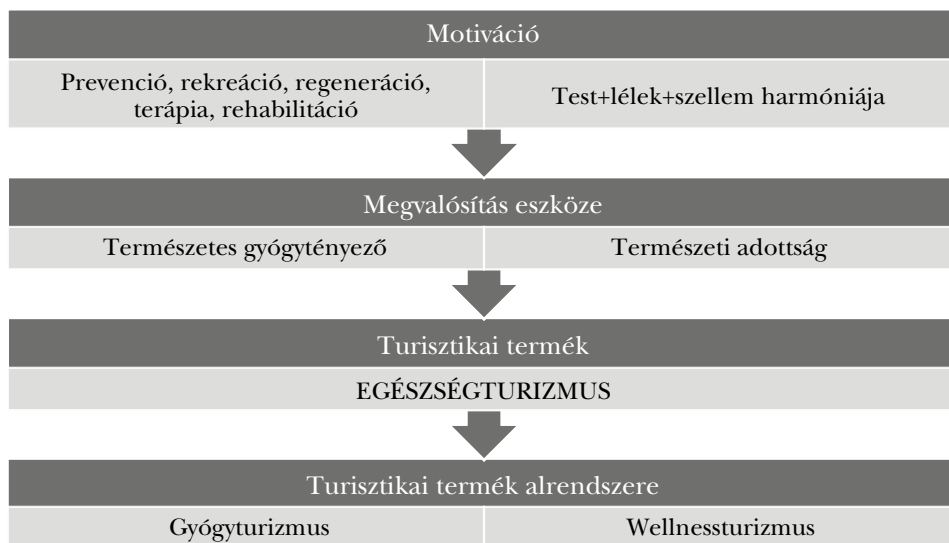 Motiváció
Prevenció, rekreáció, regeneráció,
terápia, rehabilitáció
Test+lélek+szellem harmóniája
Megvalósítás eszköze
Természetes gyógytényező
Természeti adottság
Turisztikai termék
EGÉSZSÉGTURIZMUS
Turisztikai termék alrendszere
Gyógyturizmus
Wellnessturizmus